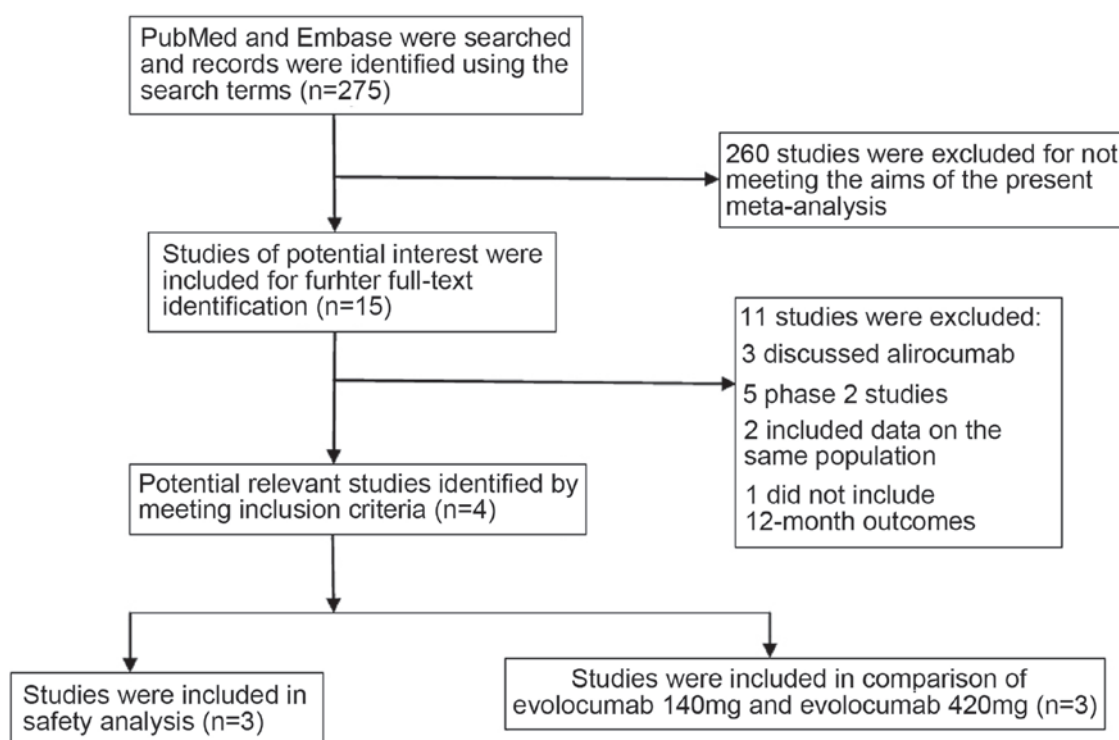 PubMed and Embase were searched
and records were identified using the
search terms (n=275)
260 studies were excluded for not
meeting the aims of the present
meta-analysis
Studies of potential interest were
included for furhter full-text
identification (n=15)
11 studies were excluded:
3 discussed alirocumab
5 phase 2 studies
2 included data on the
same population
1 did not include
12-month outcomes
Potential relevant studies identified by
meeting inclusion criteria (n=4)
Studies were included in
safety analysis (n=3)
Studies were included in comparison of
evolocumab 140mg and evolocumab 420mg (n=3)